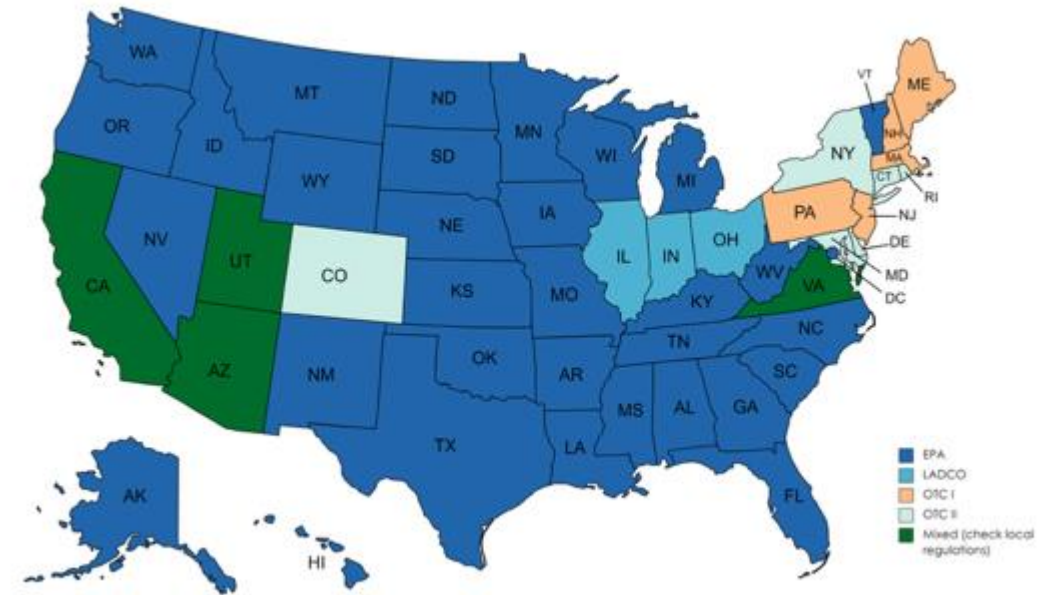 WA
MT
ND
MN
VT
ME
OR
ID
SD
WI
NH
NY
MA
WY
MI
CT
RI
IA
NE
PA
NJ
NV
UT
CO
IL
IN
OH
DE
CA
KS
MO
WV
VA
MD
KY
DC
AZ
NM
OK
TN
NC
AR
SC
MS
AL
GA
TX
LA
AK
FL
HI
EPA
LADCO
OTC I
OTC II
Mixed (check local
regulations)